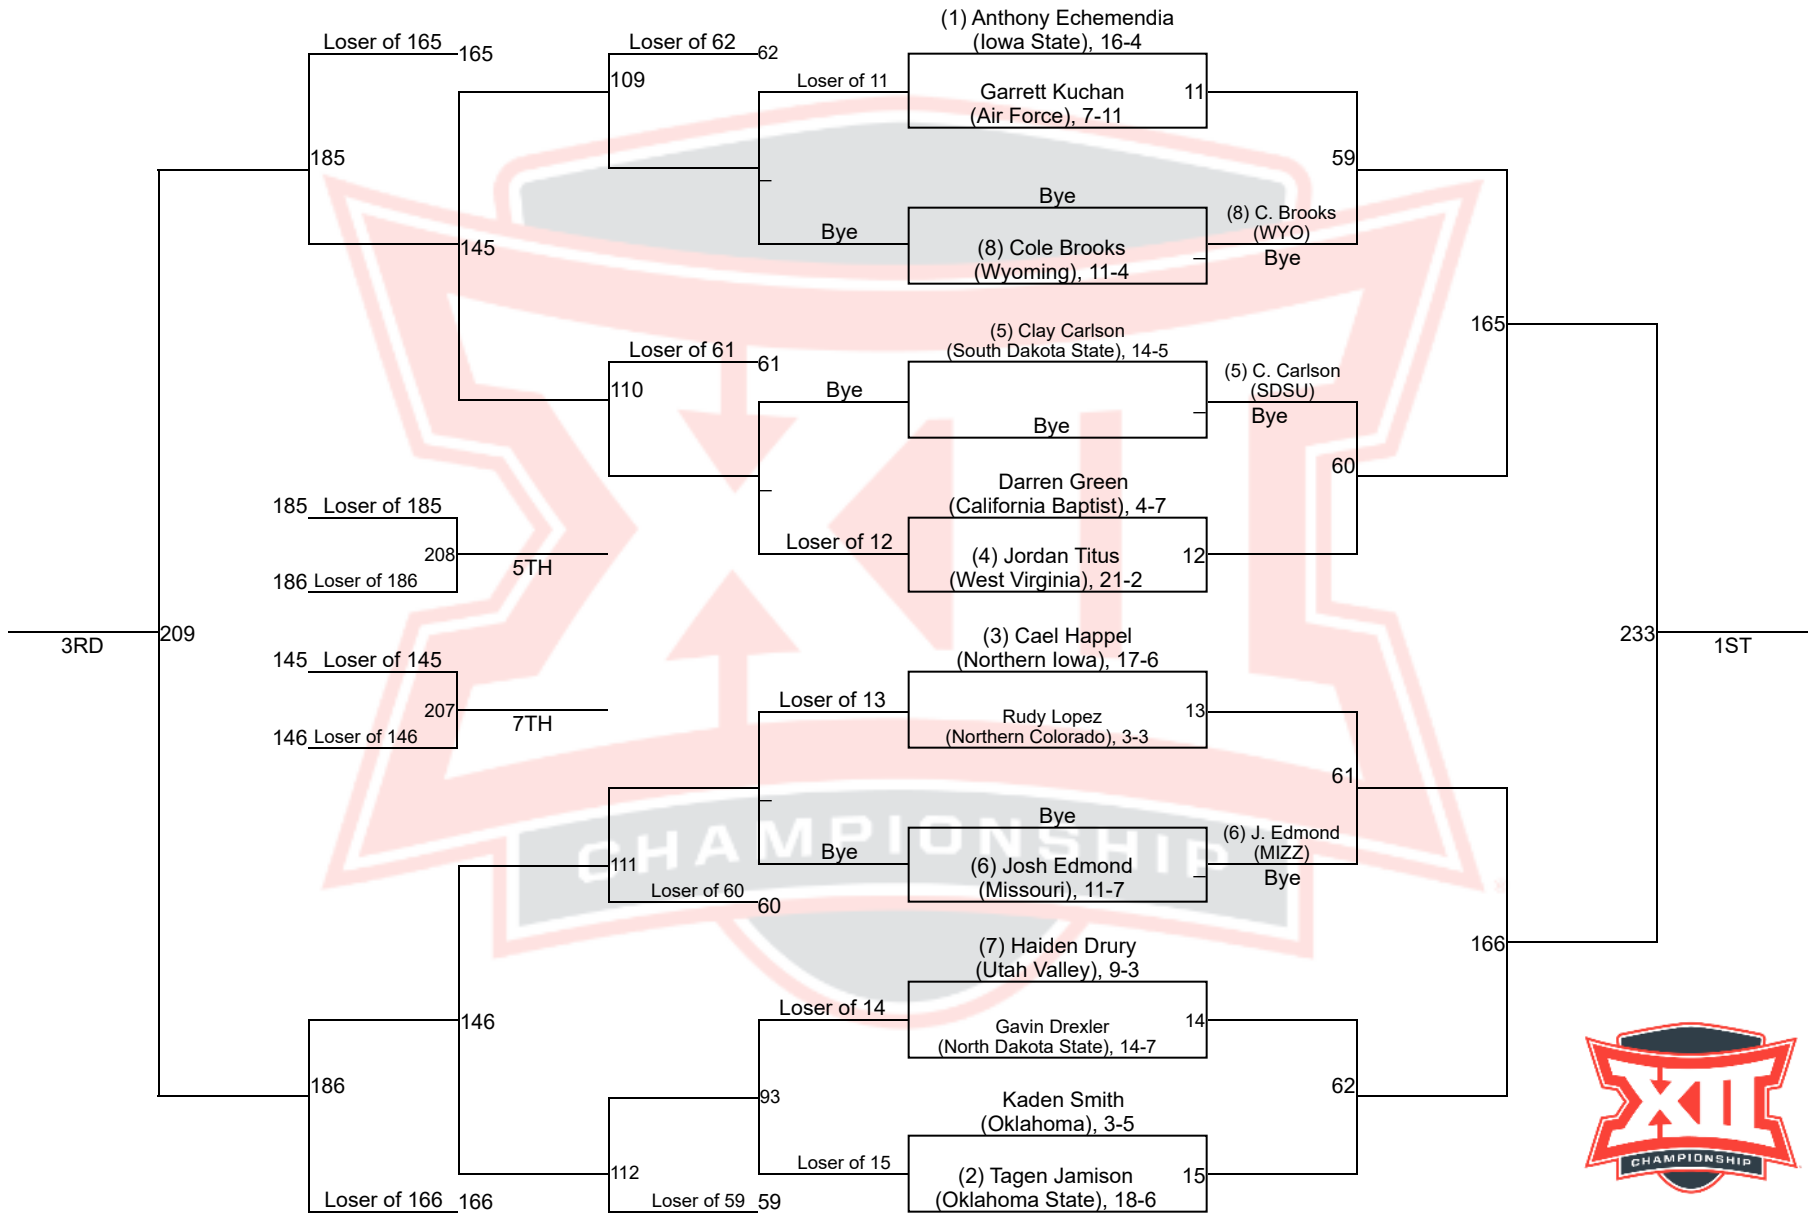 (1) Anthony Echemendia
(Iowa State), 16-4
Loser of 165
165
Loser of 62
62
109
Loser of 11
Garrett Kuchan
(Air Force), 7-11
11
185
59
Bye
Bye
(8) Cole Brooks
(Wyoming), 11-4
(8) C. Brooks
(WYO)
Bye
145
(5) Clay Carlson
(South Dakota State), 14-5
165
Loser of 61
61
110
Bye
Bye
(5) C. Carlson
(SDSU)
Bye
60
Darren Green
(California Baptist), 4-7
185
Loser of 185
208
5TH
186
Loser of 186
Loser of 12
(4) Jordan Titus
(West Virginia), 21-2
12
3RD
209
(3) Cael Happel
(Northern Iowa), 17-6
233
1ST
145
Loser of 145
207
7TH
146
Loser of 146
Loser of 13
Rudy Lopez
(Northern Colorado), 3-3
13
61
Bye
CHAMPIONSHIP
111
Bye
(6) Josh Edmond
(Missouri), 11-7
(6) J. Edmond
(MIZZ)
Bye
Loser of 60
60
(7) Haiden Drury
(Utah Valley), 9-3
166
Loser of 14
Gavin Drexler
(North Dakota State), 14-7
14
146
186
93
Kaden Smith
(Oklahoma), 3-5
62
112
Loser of 15
(2) Tagen Jamison
(Oklahoma State), 18-6
15
Loser of 166
166
Loser of 59
59
XII
CHAMPIONSHIP